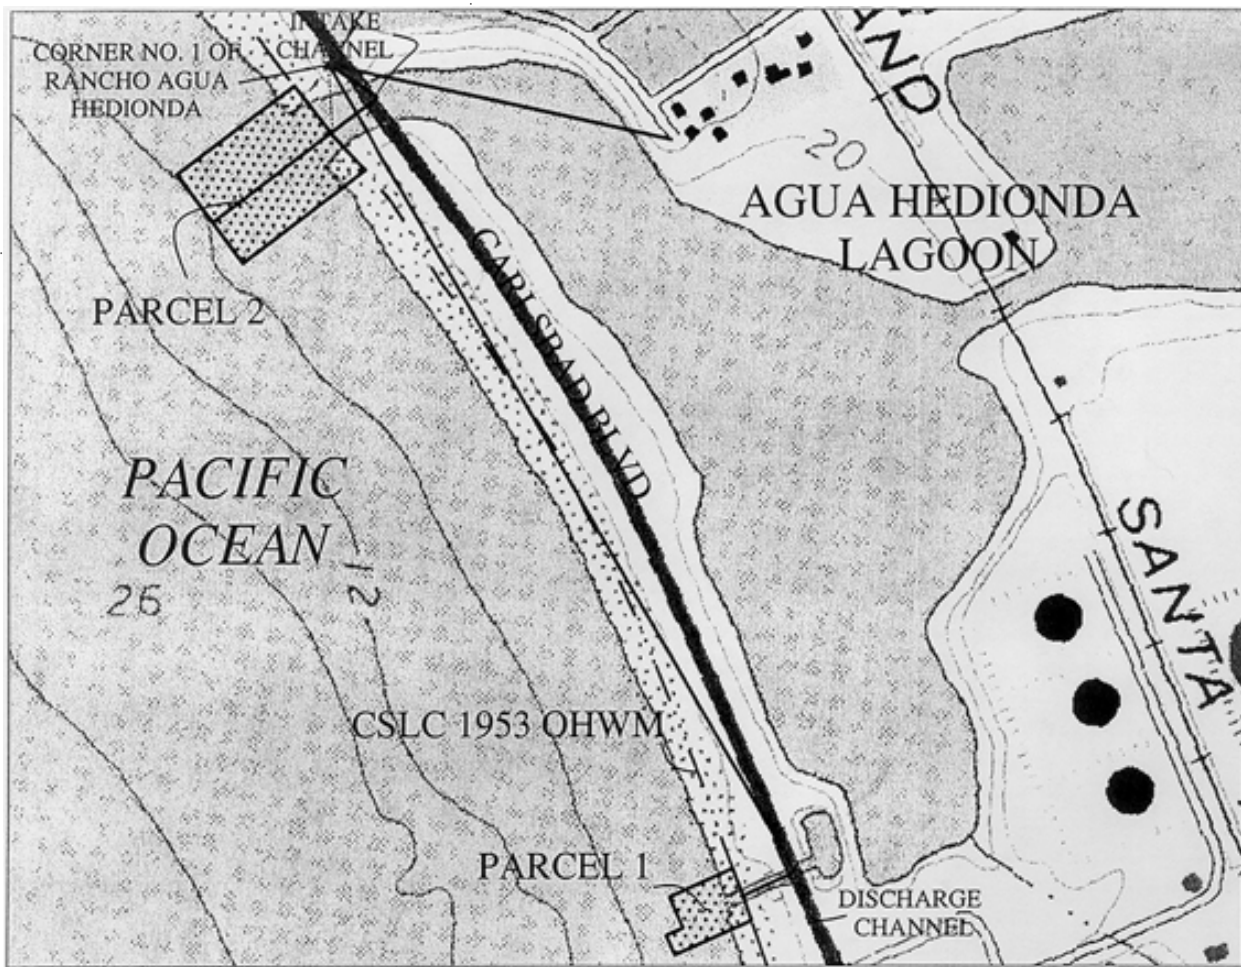 INTAKE
CHANNEL
CORNER NO. 1 OF
RANCHO AGUA
HEDIONDA
AND
20
AGUA HEDIONDA
LAGOON
PARCEL 2
CARLSBAD BLVD
PACIFIC
OCEAN
26
12
SANTA
CSLC 1953 OHWM
PARCEL 1
DISCHARGE
CHANNEL